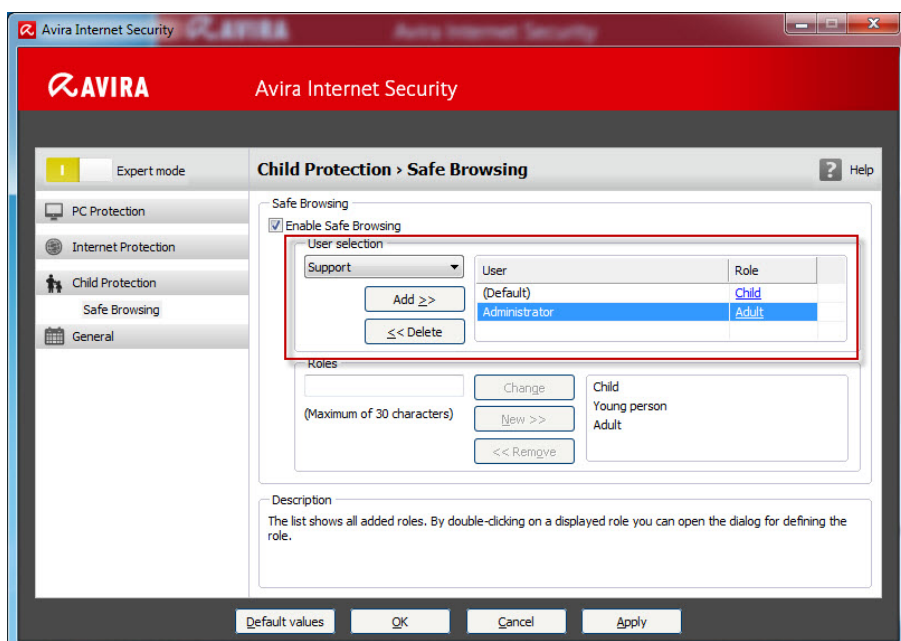 Avira Internet Security
AVIRA
Avira Internet Security
AVIRA
Avira Internet Security
I
Expert mode
PC Protection
Internet Protection
Child Protection
Safe Browsing
General
Child Protection › Safe Browsing
? Help
Safe Browsing
Enable Safe Browsing
User selection
Support
Add >>
<< Delete
User Role
(Default) Child
Administrator Adult
Roles
(Maximum of 30 characters)
Change
New >>
<< Remove
Child
Young person
Adult
Description
The list shows all added roles. By double-clicking on a displayed role you can open the dialog for defining the
role.
Default values
OK
Cancel
Apply